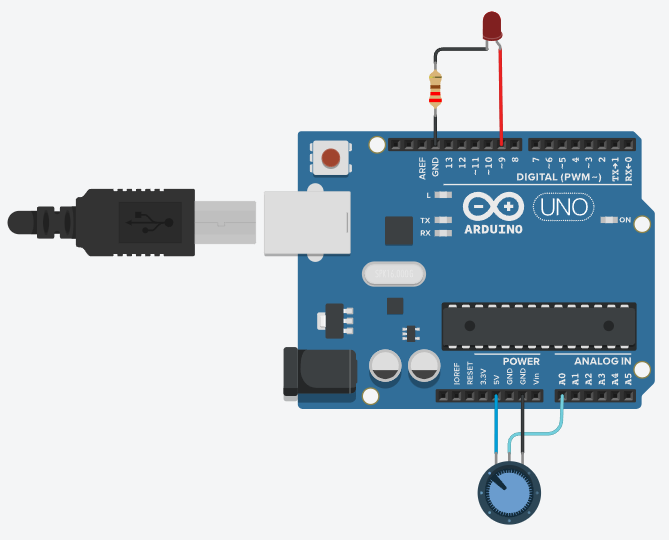 AREF
GND
13
12
~11
~10
~9
8
7
~6
~5
4
~3
2
TX→1
RX←0
DIGITAL (PWM~)
L
TX
RX
ARDUINO
UNO
ON
POWER
ANALOG IN
IOREF
RESET
3.3V
5V
GND
GND
Vin
A0
A1
A2
A3
A4
A5